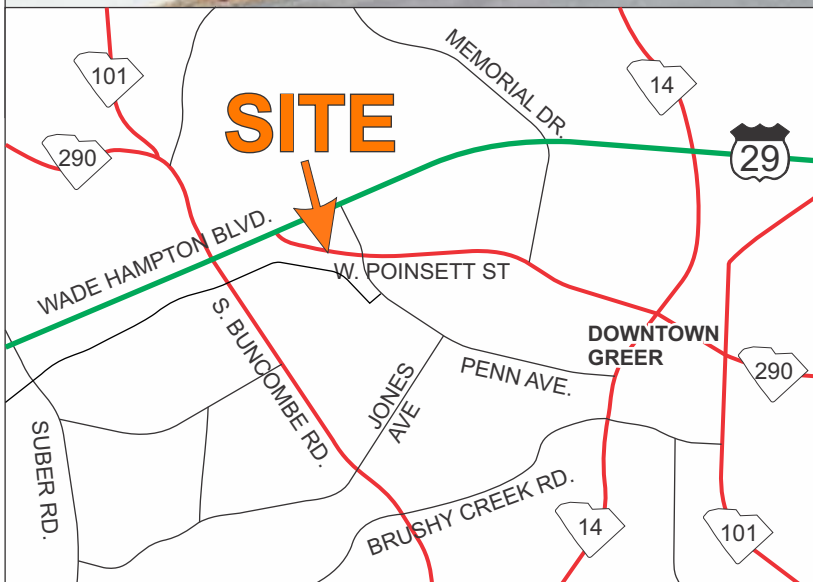 101
MEMORIAL DR.
14
SITE
290
29
WADE HAMPTON BLVD.
W. POINSETT ST
S. BUNCOMBE RD.
DOWNTOWN
GREER
JONES
AVE
PENN AVE.
290
SUBER RD.
BRUSHY CREEK RD.
14
101